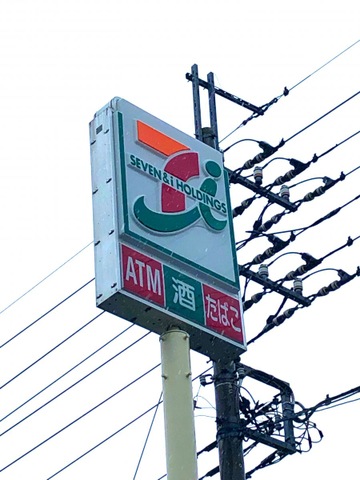 SEVEN&i HOLDINGS
ATM 酒 たばこ